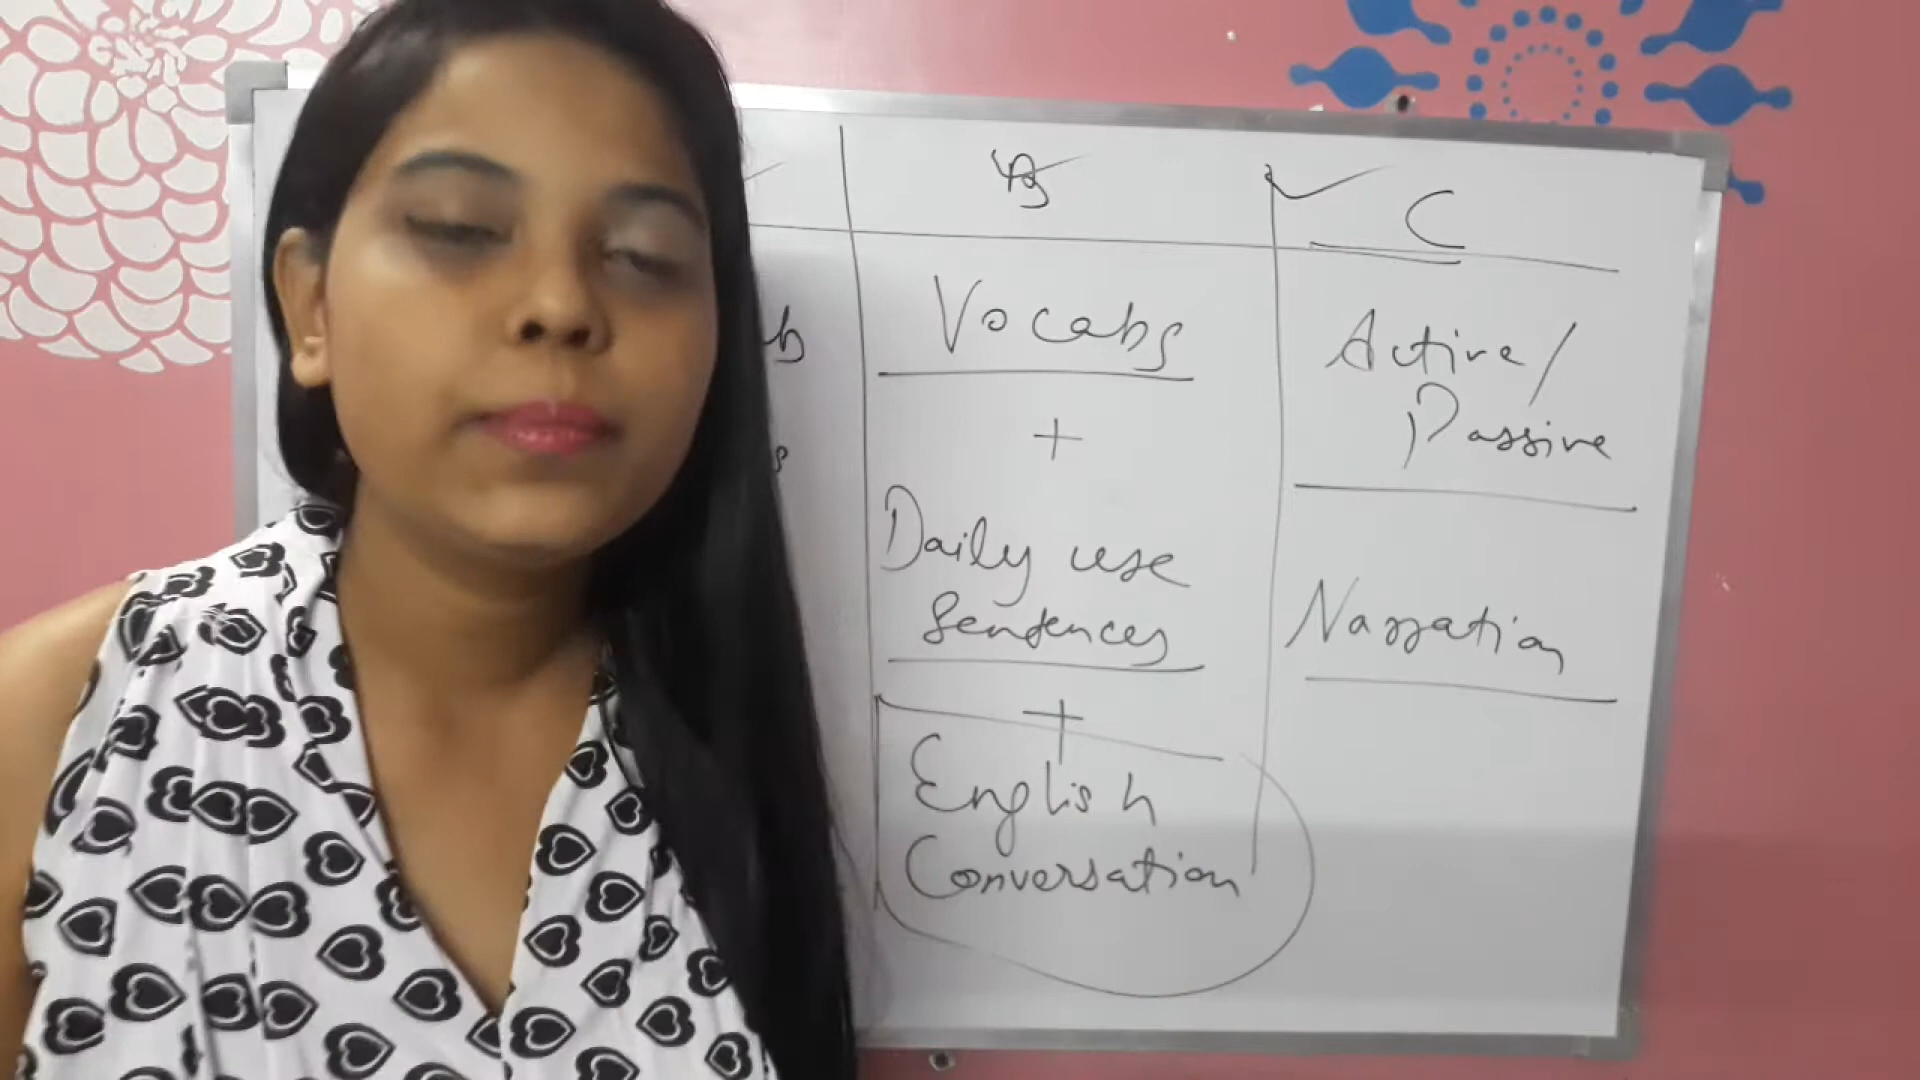 B
C
b
s
Vocabs
+
Daily use
Sentences
+
English
Conversation
Active/
Passive
Narration